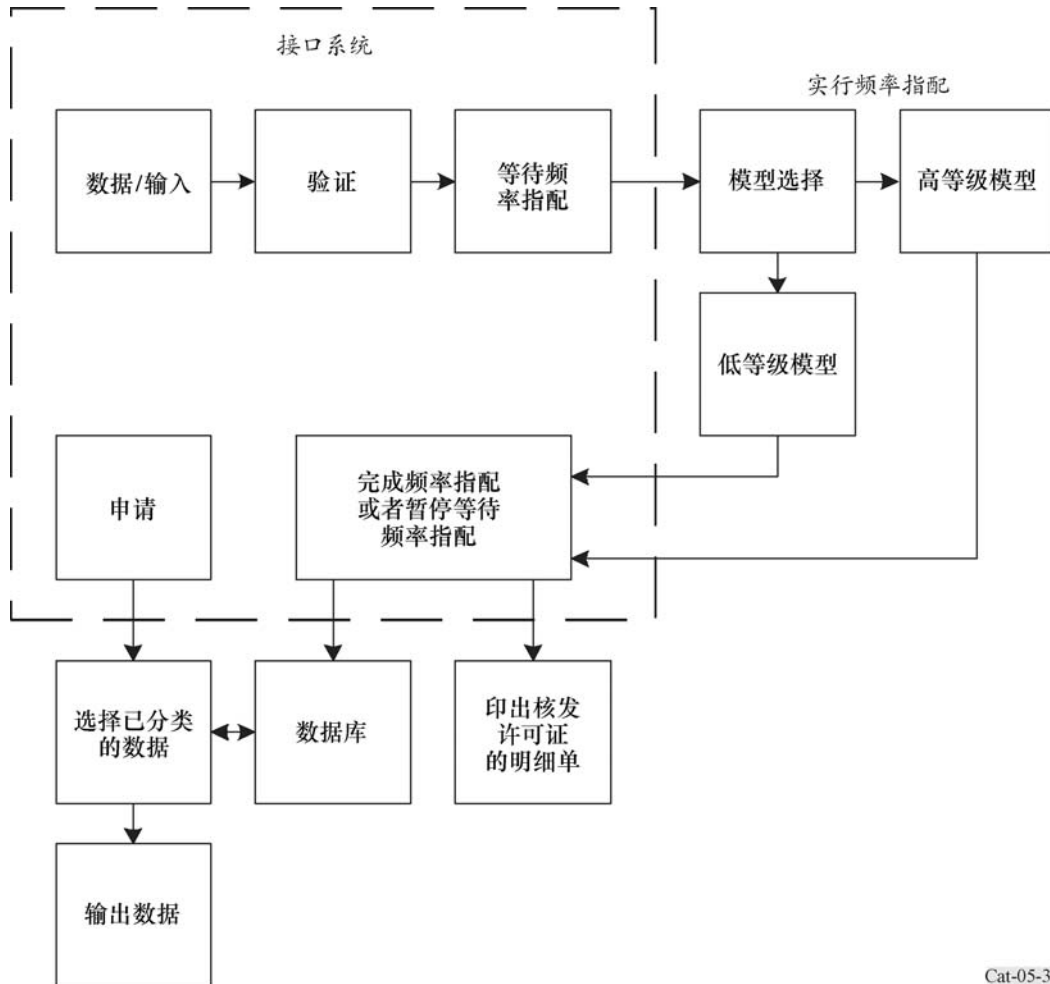 接口系统
实行频率指配
数据/输入
验证
等待频
率指配
模型选择
高等级模型
低等级模型
申请
完成频率指配
或者暂停等待
频率指配
选择已分类
的数据
数据库
印出核发
许可证
的明细单
输出数据
Cat-05-3